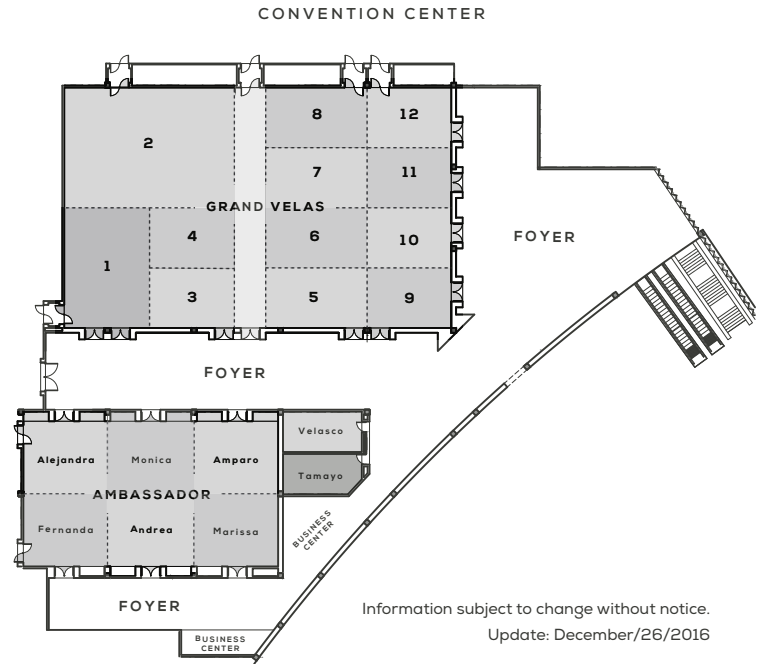 CONVENTION CENTER
8
12
2
7
11
GRAND VELAS
4
6
10
FOYER
1
3
5
9
FOYER
Velasco
Alejandra
Monica
Amparo
Tamayo
AMBASSADOR
Fernanda
Andrea
Marissa
BUSINESS
CENTER
FOYER
Information subject to change without notice.
BUSINESS
CENTER
Update: December/26/2016